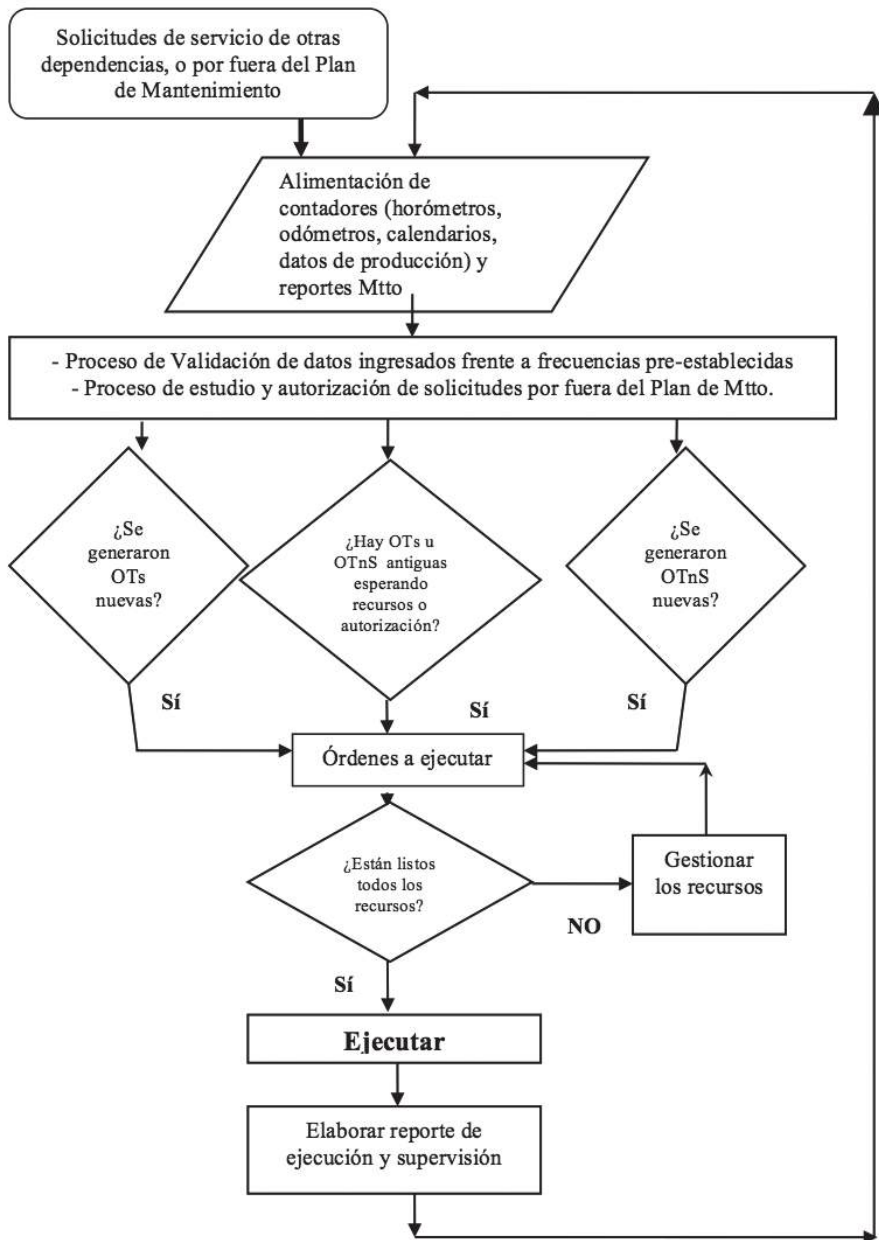 Solicitudes de servicio de otras
dependencias, o por fuera del Plan
de Mantenimiento
Alimentación de
contadores (horómetros,
odómetros, calendarios,
datos de producción) y
reportes Mtto
- Proceso de Validación de datos ingresados frente a frecuencias pre-establecidas
- Proceso de estudio y autorización de solicitudes por fuera del Plan de Mtto.
¿Se
generaron
OTs
nuevas?
¿Hay OTs u
OTnS antiguas
esperando
recursos o
autorización?
¿Se
generaron
OTnS
nuevas?
Sí
Sí
Sí
Órdenes a ejecutar
¿Están listos
todos los
recursos?
Gestionar
los recursos
NO
Sí
Ejecutar
Elaborar reporte de
ejecución y supervisión